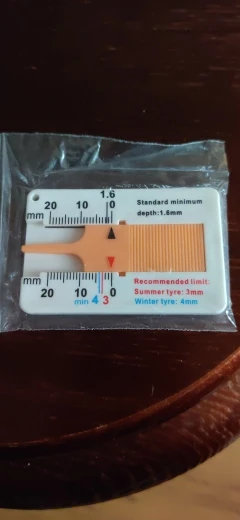 1.6
20 10 0
mm
Standard minimum
depth:1.6mm
mm
20 10 0
min 4 3
Recommended limit:
Summer tyre: 3mm
Winter tyre: 4mm